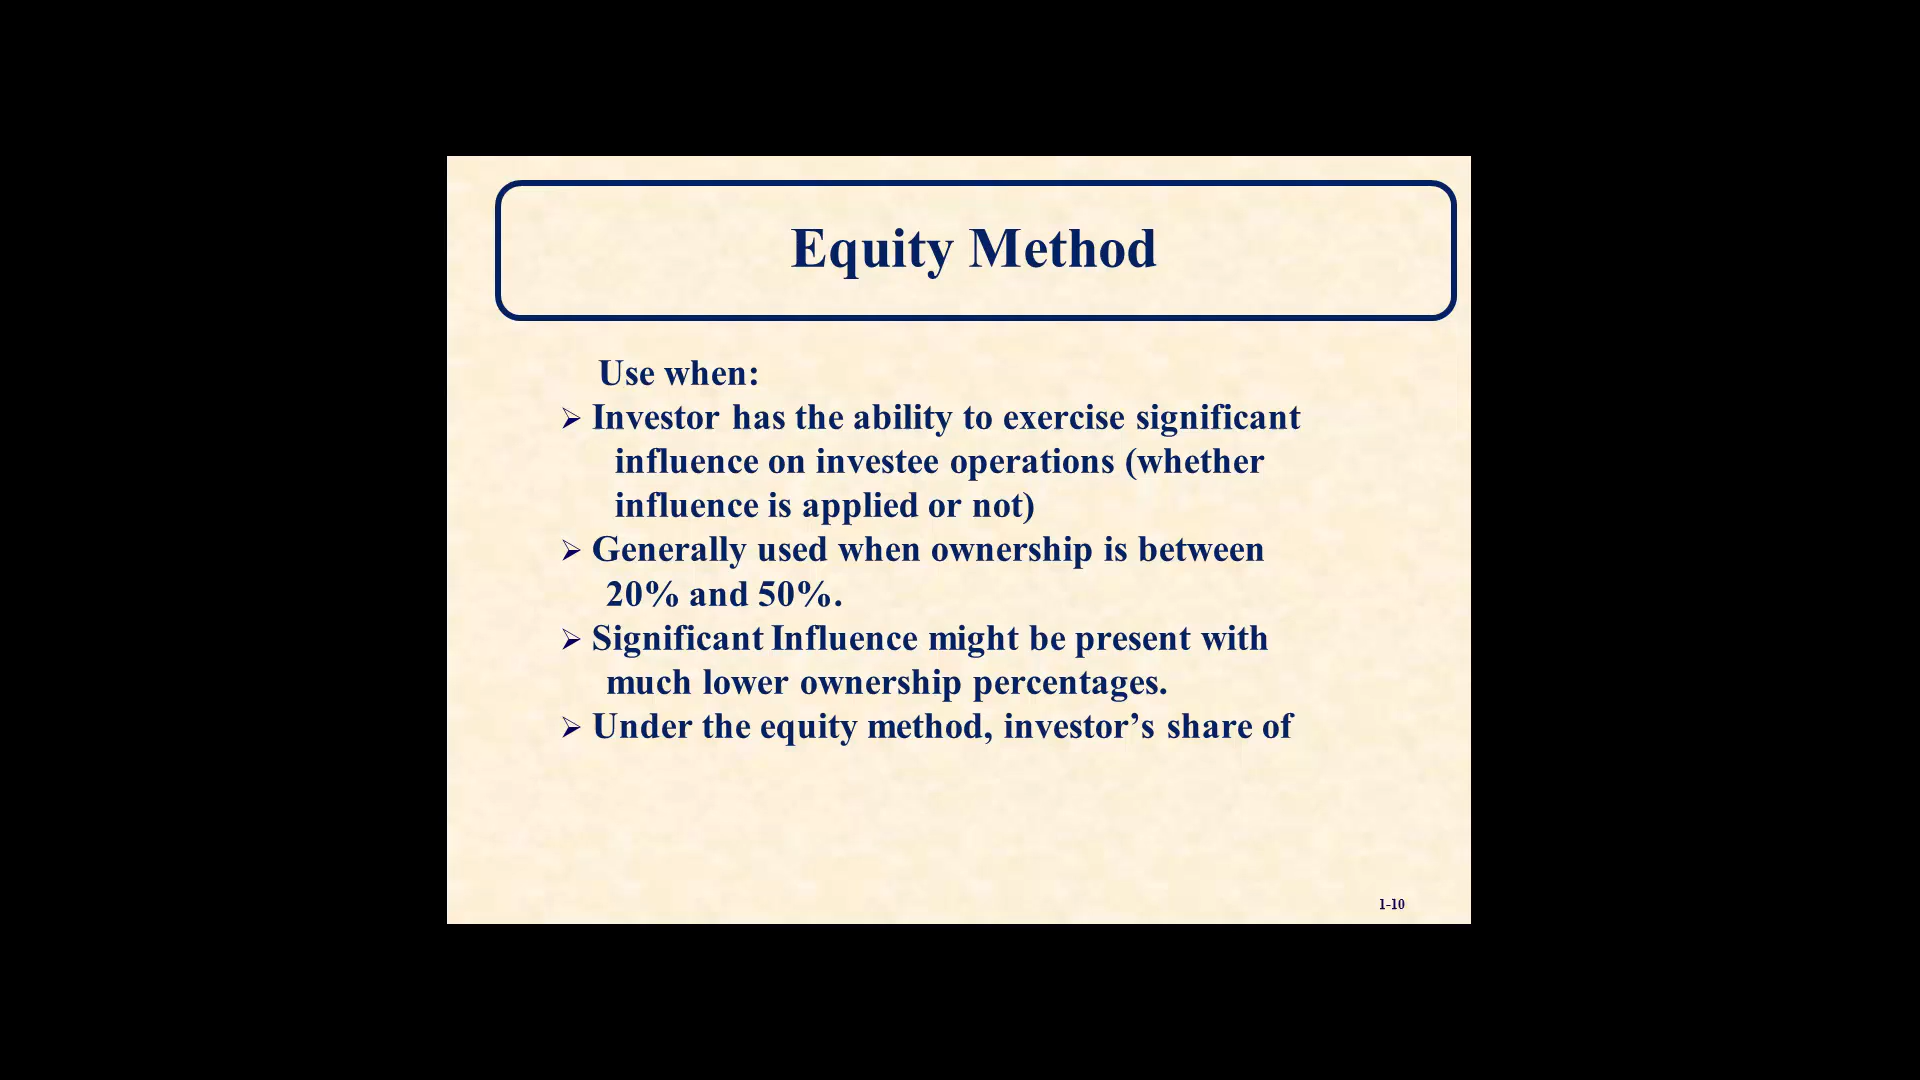 Equity Method
Use when:
➢ Investor has the ability to exercise significant
influence on investee operations (whether
influence is applied or not)
➢ Generally used when ownership is between
20% and 50%.
➢ Significant Influence might be present with
much lower ownership percentages.
➢ Under the equity method, investor’s share of
1-10